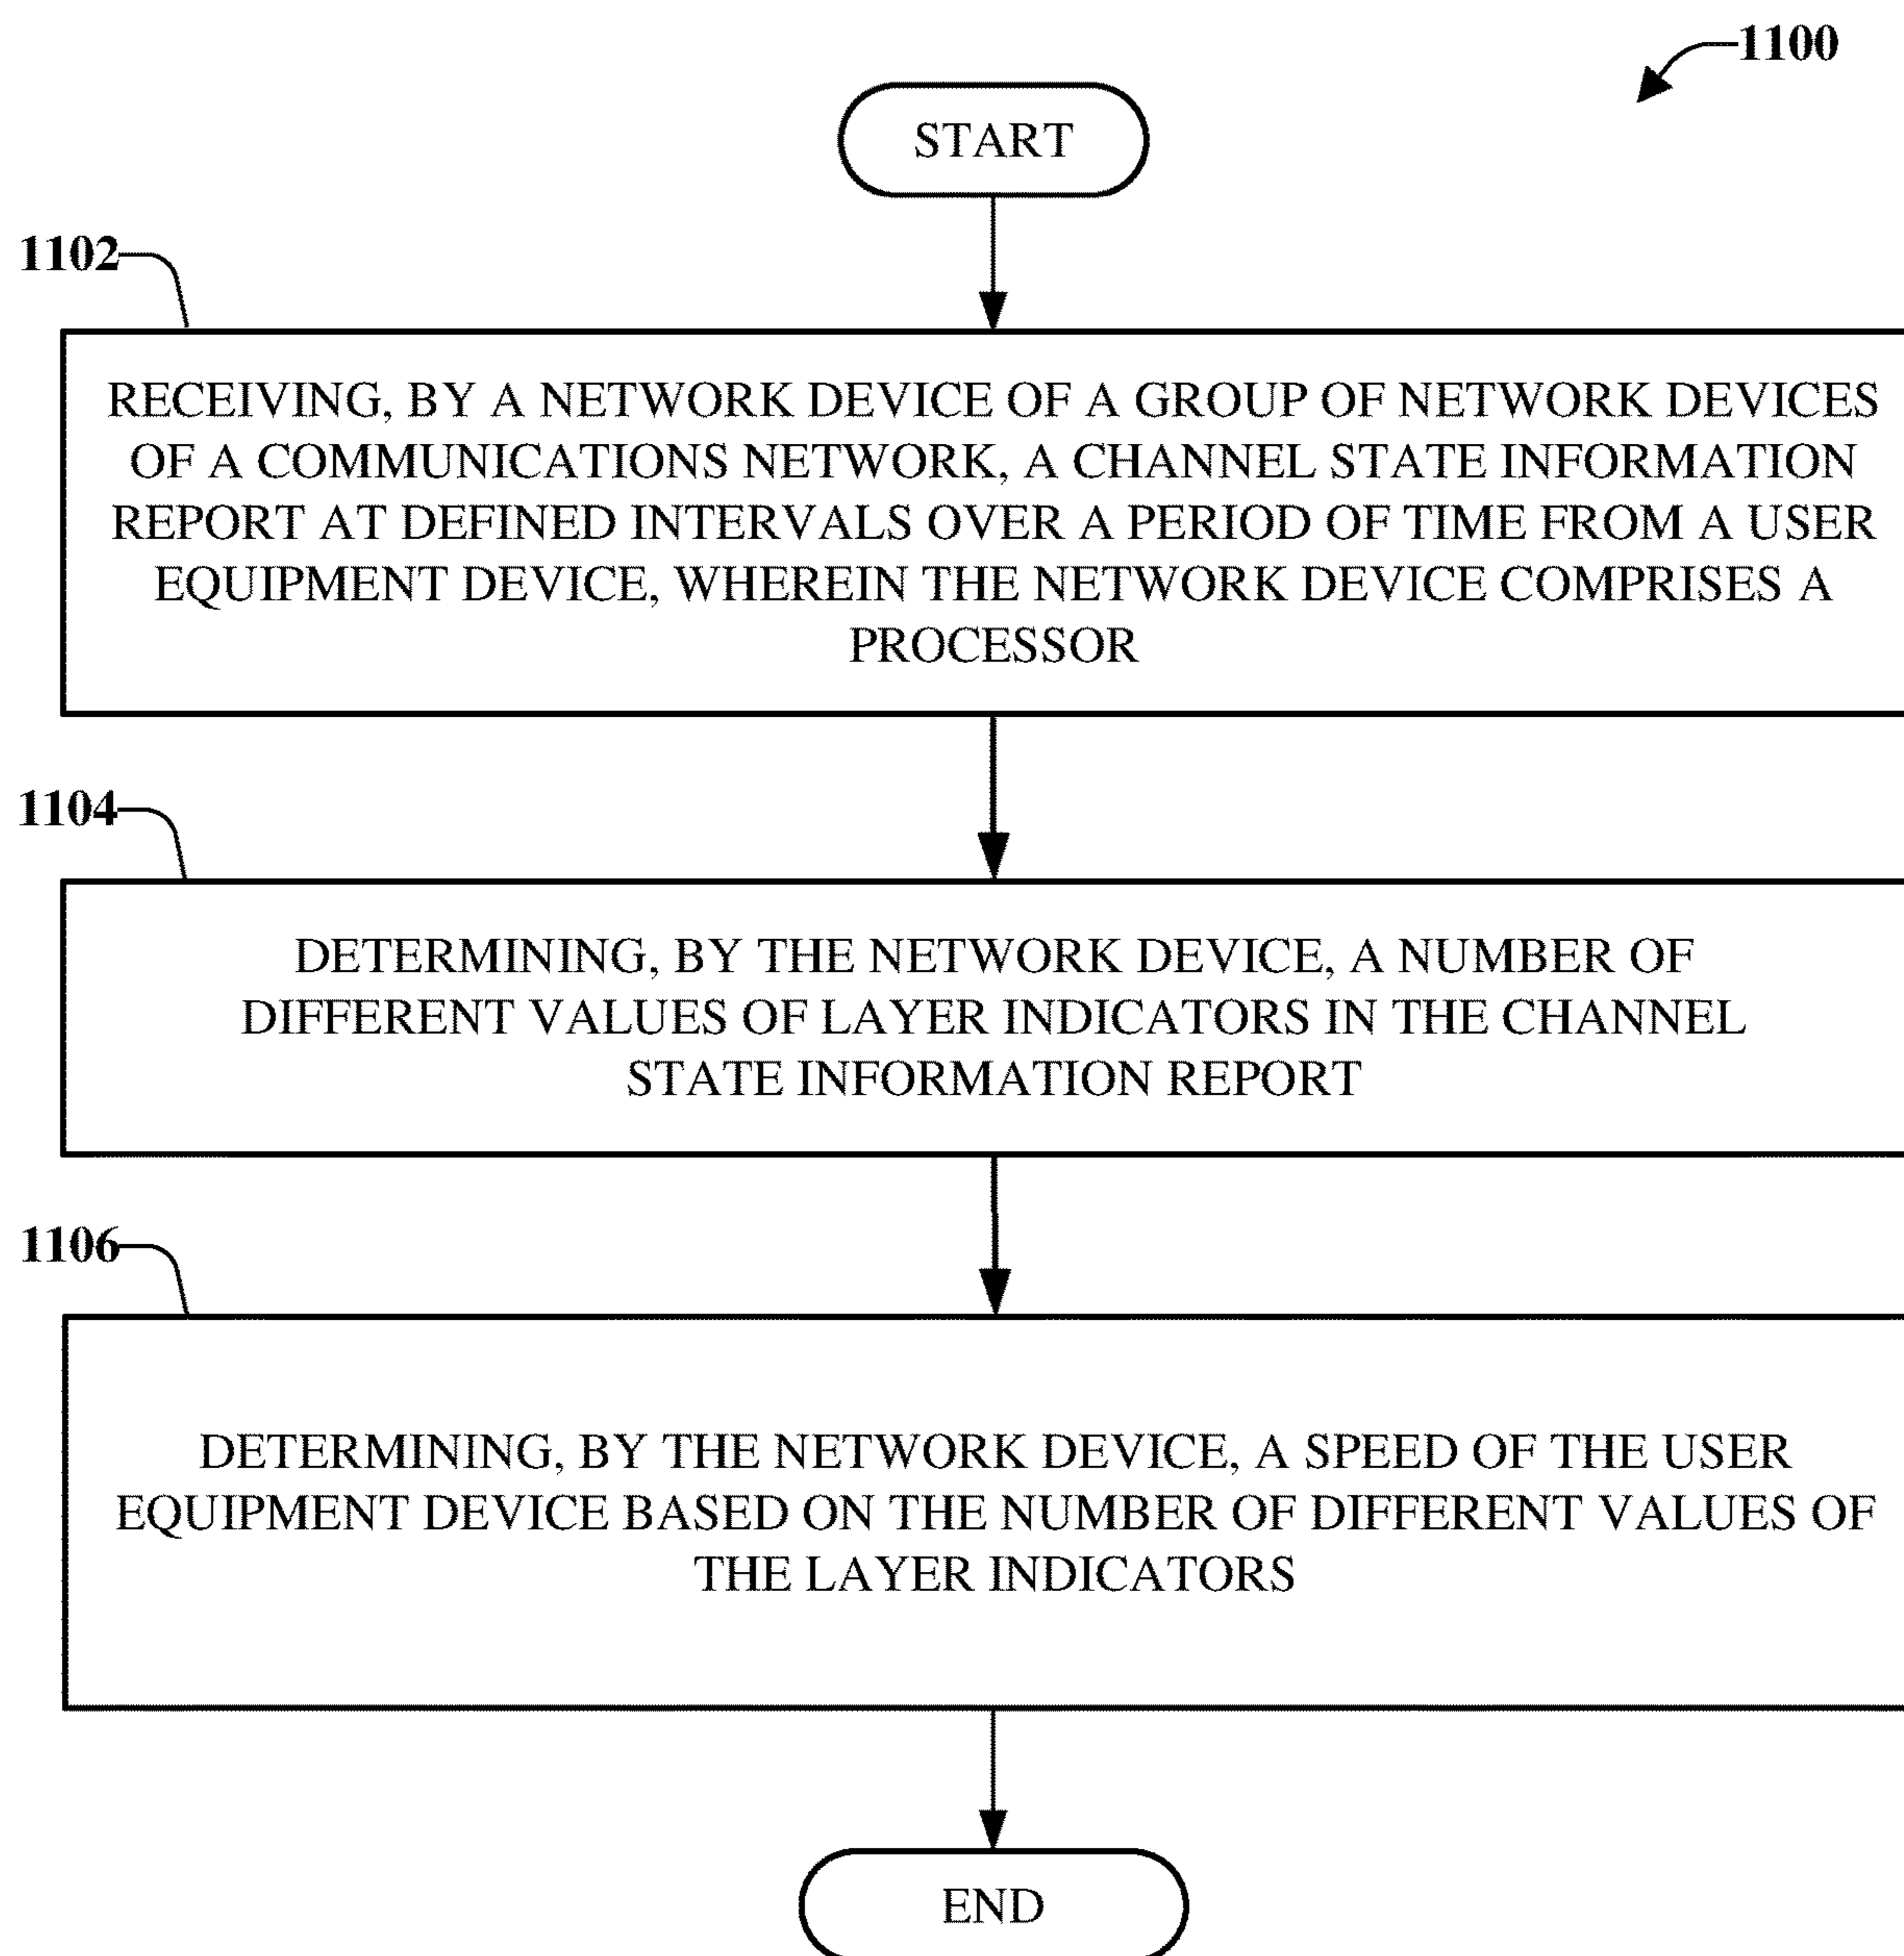 1100
START
1102
RECEIVING, BY A NETWORK DEVICE OF A GROUP OF NETWORK DEVICES
OF A COMMUNICATIONS NETWORK, A CHANNEL STATE INFORMATION
REPORT AT DEFINED INTERVALS OVER A PERIOD OF TIME FROM A USER
EQUIPMENT DEVICE, WHEREIN THE NETWORK DEVICE COMPRISES A
PROCESSOR
1104
DETERMINING, BY THE NETWORK DEVICE, A NUMBER OF
DIFFERENT VALUES OF LAYER INDICATORS IN THE CHANNEL
STATE INFORMATION REPORT
1106
DETERMINING, BY THE NETWORK DEVICE, A SPEED OF THE USER
EQUIPMENT DEVICE BASED ON THE NUMBER OF DIFFERENT VALUES OF
THE LAYER INDICATORS
END